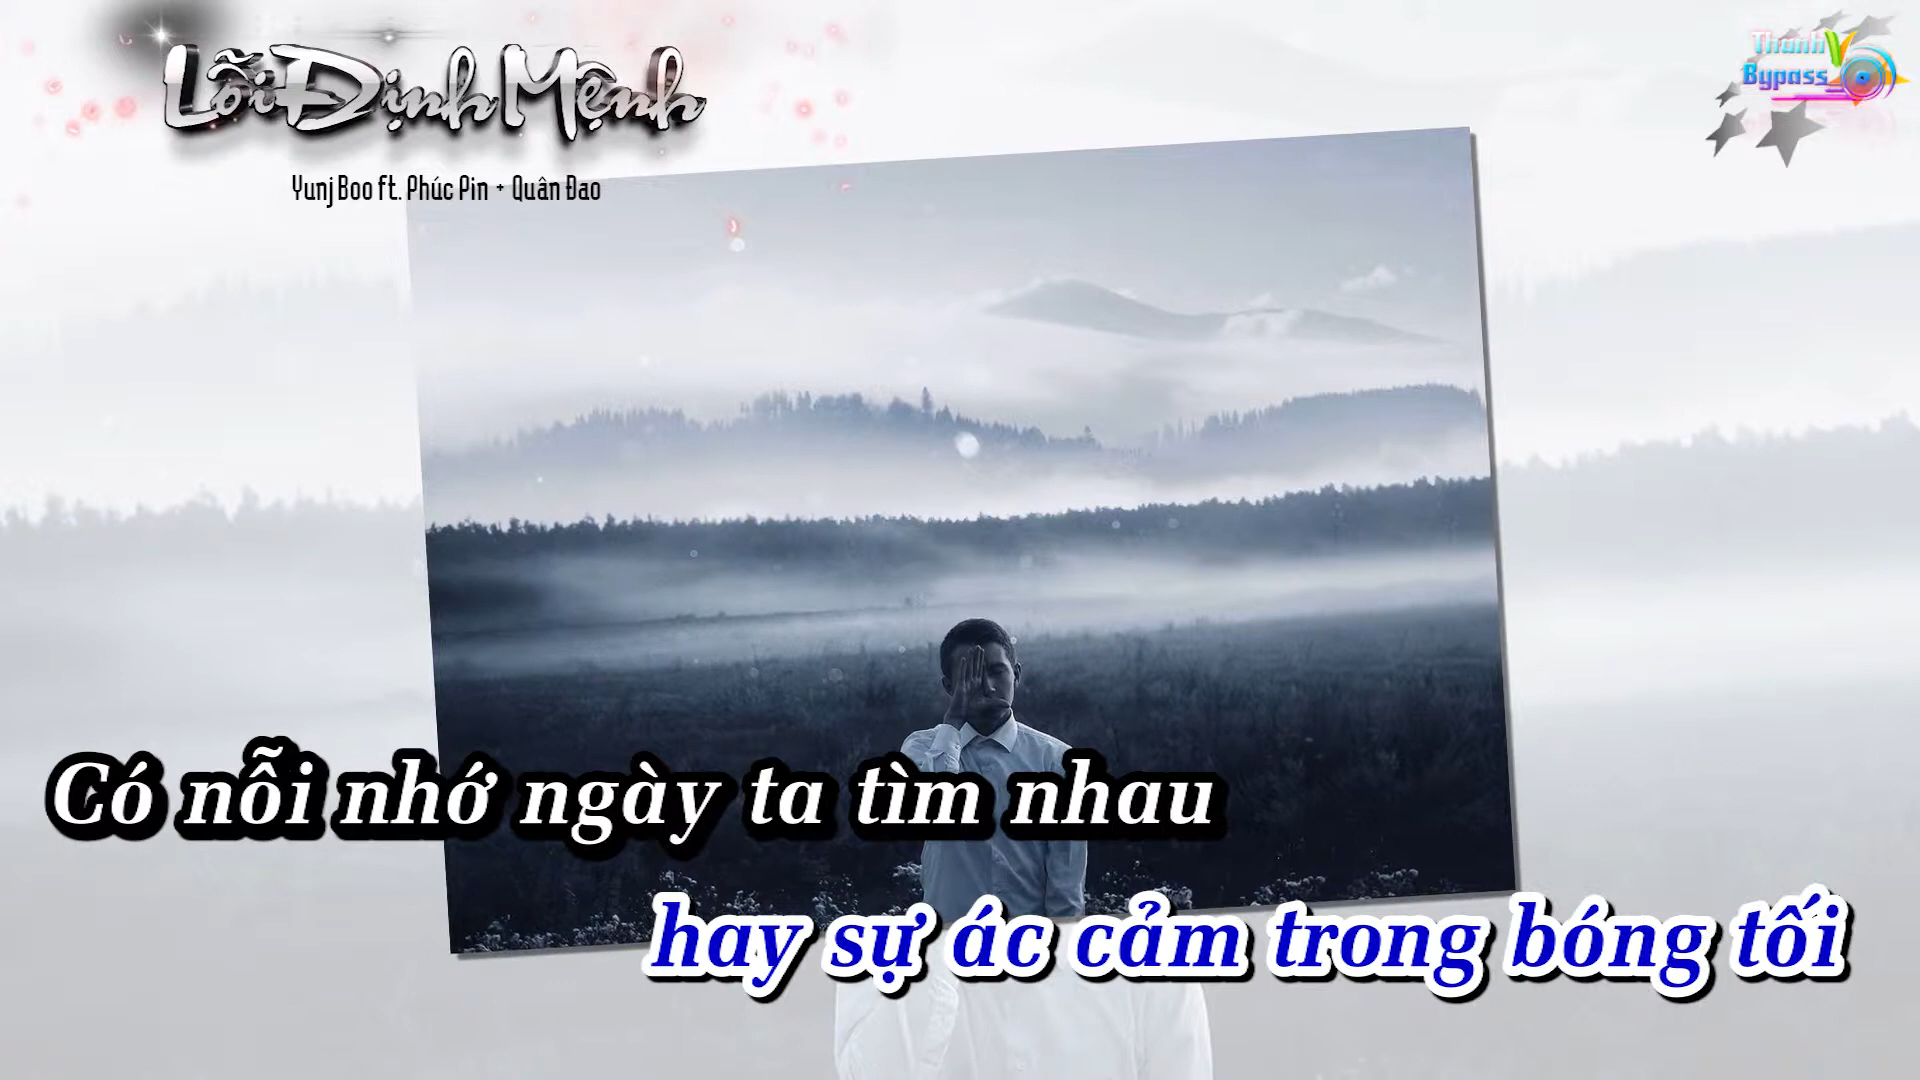 Lỗi Định Mệnh
Yunj Boo ft. Phúc Pin + Quân Đao
Thanh V
Bypass
Có nỗi nhớ ngày ta tìm nhau
hay sự ác cảm trong bóng tối